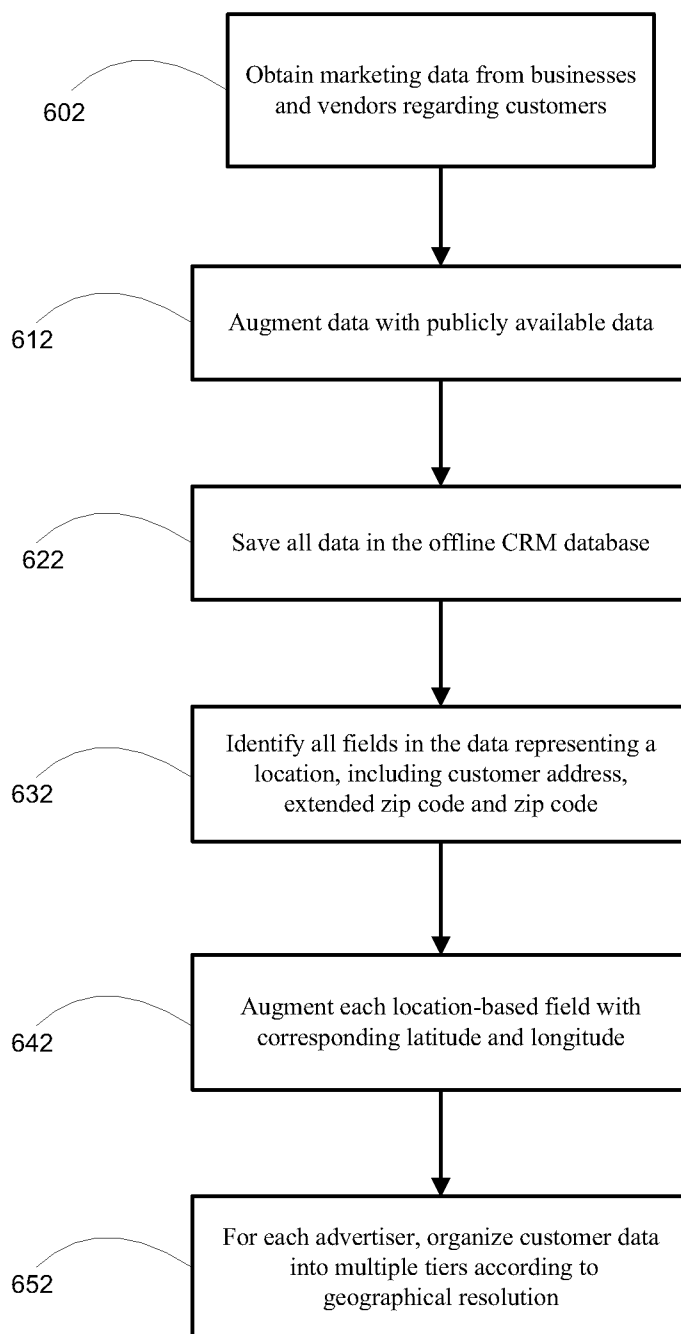 Obtain marketing data from businesses
and vendors regarding customers
602
Augment data with publicly available data
612
Save all data in the offline CRM database
622
Identify all fields in the data representing a
location, including customer address,
extended zip code and zip code
632
Augment each location-based field with
corresponding latitude and longitude
642
For each advertiser, organize customer data
into multiple tiers according to
geographical resolution
652